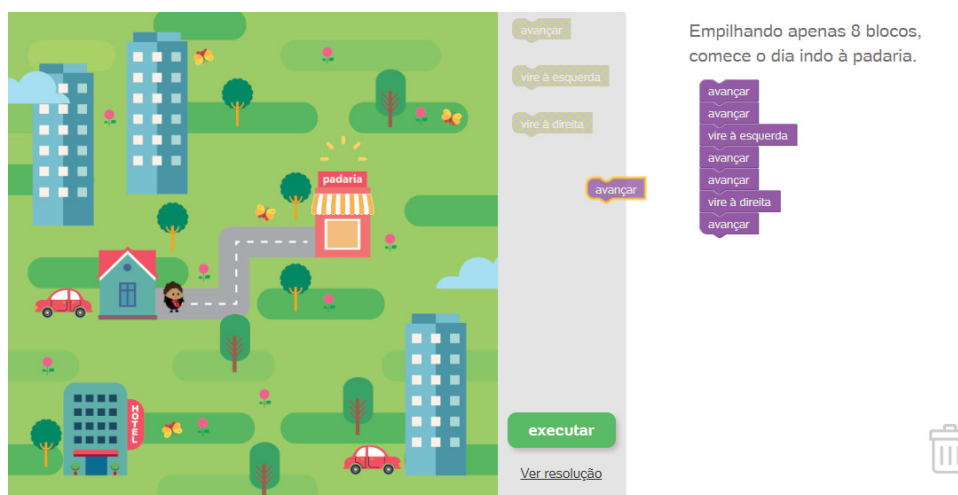 avançar
vire à esquerda
vire à direita
avançar
executar
Ver resolução
padaria
HOTEL
Empilhando apenas 8 blocos,
comece o dia indo à padaria.
avançar
avançar
vire à esquerda
avançar
avançar
vire à direita
avançar